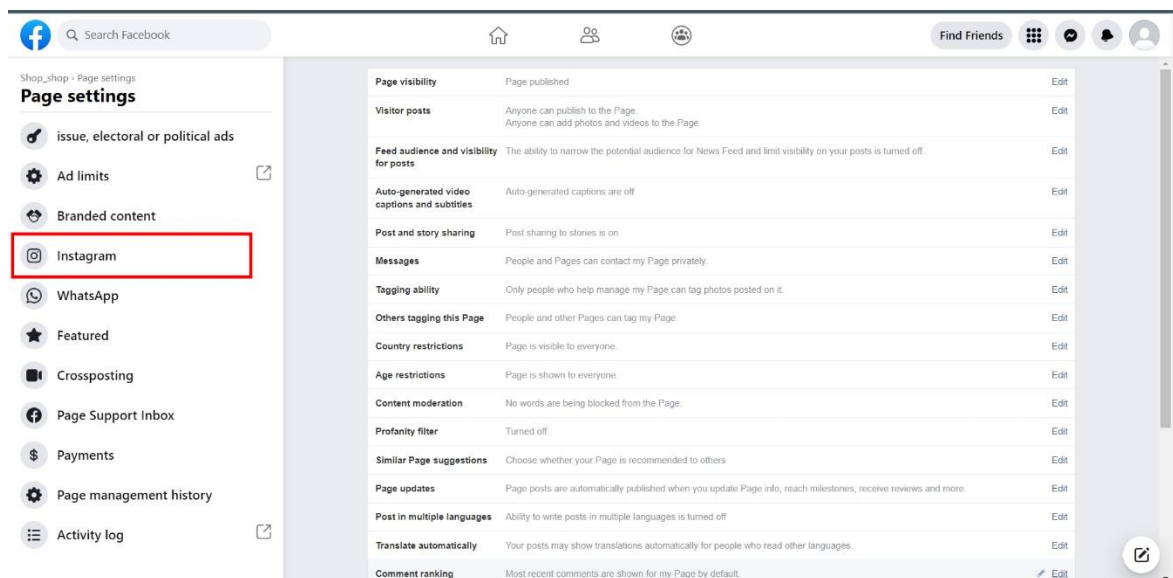 Search Facebook
Find Friends
Shop_shop › Page settings
Page settings
issue, electoral or political ads
Ad limits
Branded content
Instagram
WhatsApp
Featured
Crossposting
Page Support Inbox
Payments
Page management history
Activity log
Page visibility Page published Edit
Visitor posts Anyone can publish to the Page. Edit
Anyone can add photos and videos to the Page.
Feed audience and visibility The ability to narrow the potential audience for News Feed and limit visibility on your posts is turned off. Edit
for posts
Auto-generated video Auto-generated captions are off Edit
captions and subtitles
Post and story sharing Post sharing to stories is on Edit
Messages People and Pages can contact my Page privately. Edit
Tagging ability Only people who help manage my Page can tag photos posted on it. Edit
Others tagging this Page People and other Pages can tag my Page. Edit
Country restrictions Page is visible to everyone. Edit
Age restrictions Page is shown to everyone. Edit
Content moderation No words are being blocked from the Page. Edit
Profanity filter Turned off Edit
Similar Page suggestions Choose whether your Page is recommended to others Edit
Page updates Page posts are automatically published when you update Page info, reach milestones, receive reviews and more. Edit
Post in multiple languages Ability to write posts in multiple languages is turned off Edit
Translate automatically Your posts may show translations automatically for people who read other languages. Edit
Comment ranking Most recent comments are shown for my Page by default. Edit